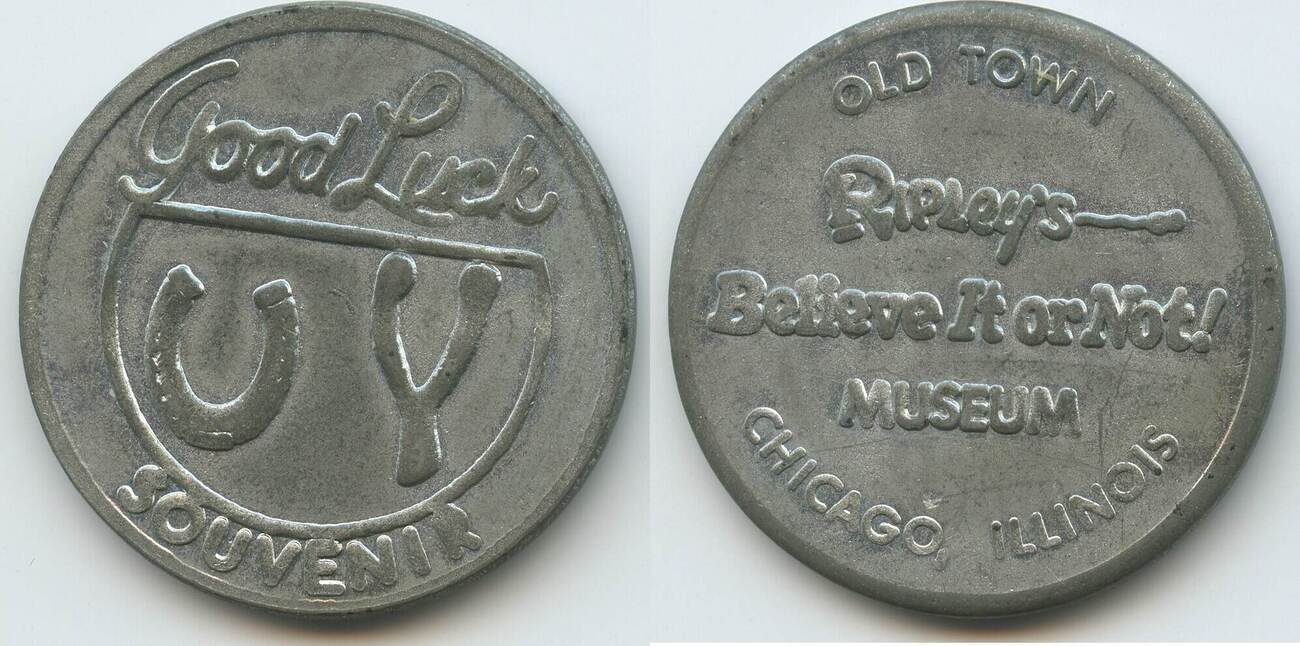 Good Luck
SOUVENIR
OLD TOWN
RIPLEY'S
Believe It or Not!
MUSEUM
CHICAGO, ILLINOIS